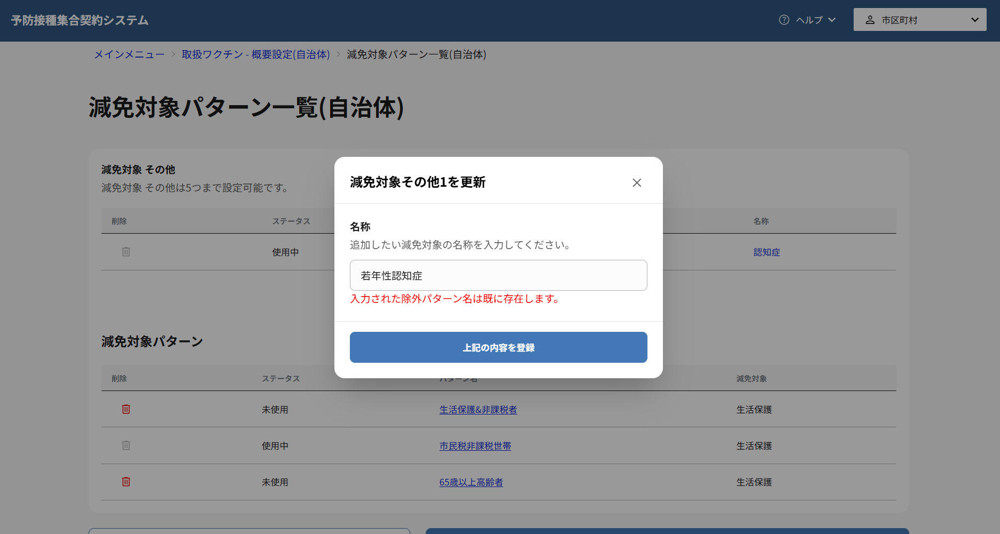 予防接種集合契約システム
ヘルプ
市区町村
メインメニュー > 取扱ワクチン - 概要設定(自治体) > 減免対象パターン一覧(自治体)
減免対象パターン一覧(自治体)
減免対象 その他
減免対象 その他は5つまで設定可能です。
削除 ステータス 名称
使用中 認知症
減免対象その他1を更新
名称
追加したい減免対象の名称を入力してください。
若年性認知症
入力された除外パターン名は既に存在します。
上記の内容を登録
減免対象パターン
削除 ステータス パターン名 減免対象
未使用 生活保護&非課税者 生活保護
使用中 市民税非課税世帯 生活保護
未使用 65歳以上高齢者 生活保護